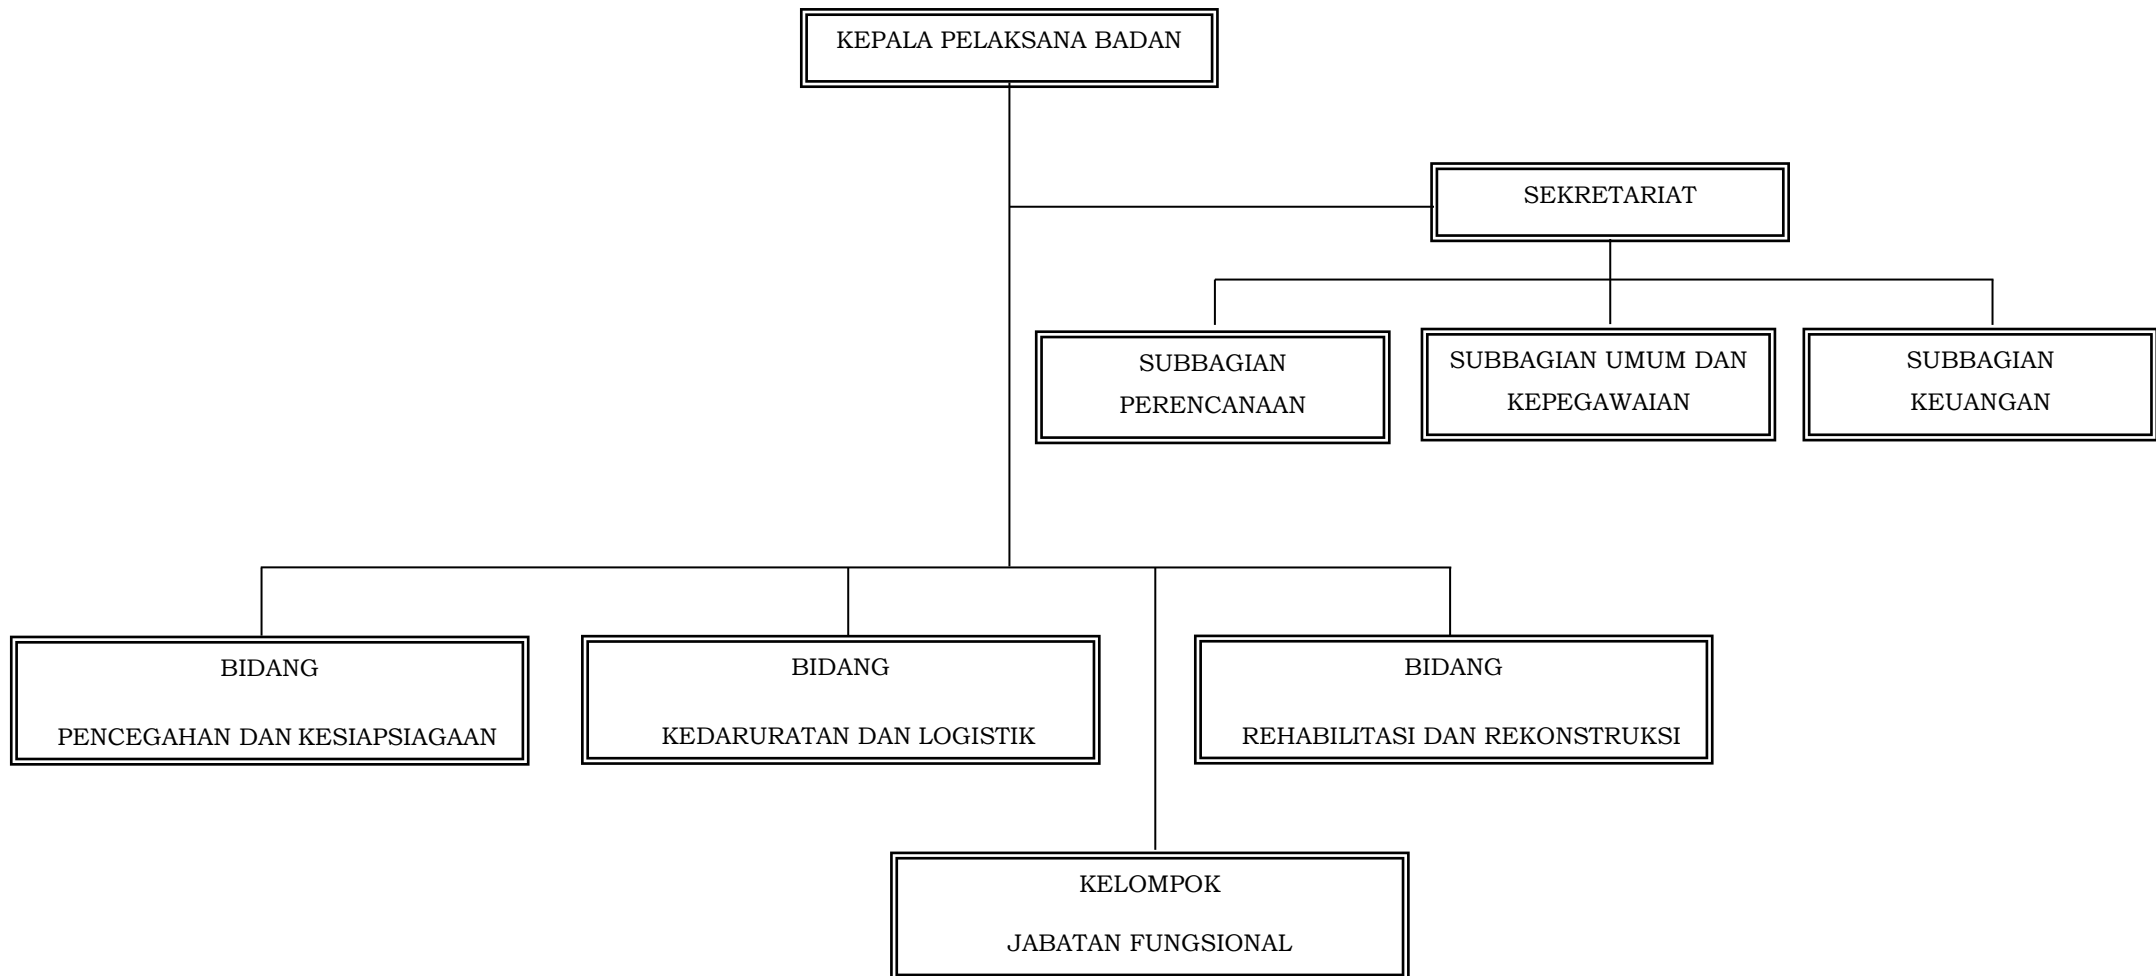 KEPALA PELAKSANA BADAN
SEKRETARIAT
SUBBAGIAN
PERENCANAAN
SUBBAGIAN UMUM DAN
KEPEGAWAIAN
SUBBAGIAN
KEUANGAN
BIDANG
PENCEGAHAN DAN KESIAPSIAGAAN
BIDANG
KEDARURATAN DAN LOGISTIK
BIDANG
REHABILITASI DAN REKONSTRUKSI
KELOMPOK
JABATAN FUNGSIONAL